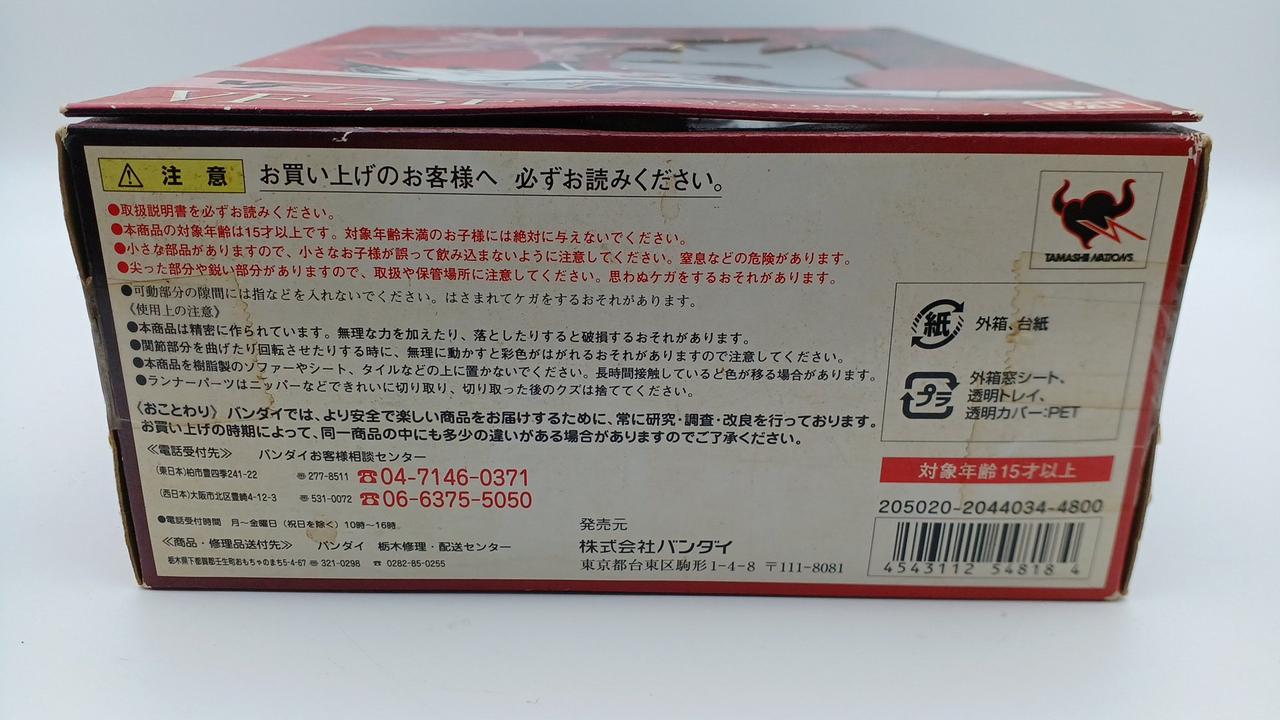 注意 お買い上げのお客様へ 必ずお読みください。
●取扱説明書を必ずお読みください。
●本商品の対象年齢は15才以上です。対象年齢未満のお子様には絶対に与えないでください。
●小さな部品がありますので、小さなお子様が誤って飲み込まないように注意してください。窒息などの危険があります。
●尖った部分や鋭い部分がありますので、取扱や保管場所に注意してください。思わぬケガをするおそれがあります。
●可動部分の隙間には指などを入れないでください。はさまれてケガをするおそれがあります。
《使用上の注意》
●本商品は精密に作られています。無理な力を加えたり、落としたりすると破損するおそれがあります。
●関節部分を曲げたり回転させたりする時に、無理に動かすと彩色がはがれるおそれがありますので注意してください。
●本商品を樹脂製のソファーやシート、タイルなどの上に置かないでください。長時間接触していると色が移る場合があります。
●ランナーパーツはニッパーなどできれいに切り取り、切り取った後のクズは捨ててください。
《おことわり》バンダイでは、より安全で楽しい商品をお届けするために、常に研究・調査・改良を行っております。
お買い上げの時期によって、同一商品の中にも多少の違いがある場合がありますのでご了承ください。
≪電話受付先≫ バンダイお客様相談センター
(東日本)柏市豊四季241-22 〒277-8511 ☎04-7146-0371
(西日本)大阪市北区豊崎4-12-3 〒531-0072 ☎06-6375-5050
●電話受付時間 月〜金曜日(祝日を除く)10時〜16時
≪商品・修理品送付先≫ バンダイ 栃木修理・配送センター
栃木県下都賀郡壬生町おもちゃのまち5-4-67 〒321-0298 ☎0282-85-0255
発売元
株式会社バンダイ
東京都台東区駒形1-4-8 〒111-8081
TAMASHII NATIONS
紙 外箱、台紙
プラ 外箱窓シート、
透明トレイ、
透明カバー:PET
対象年齢15才以上
205020-2044034-4800
4543112 54818 4